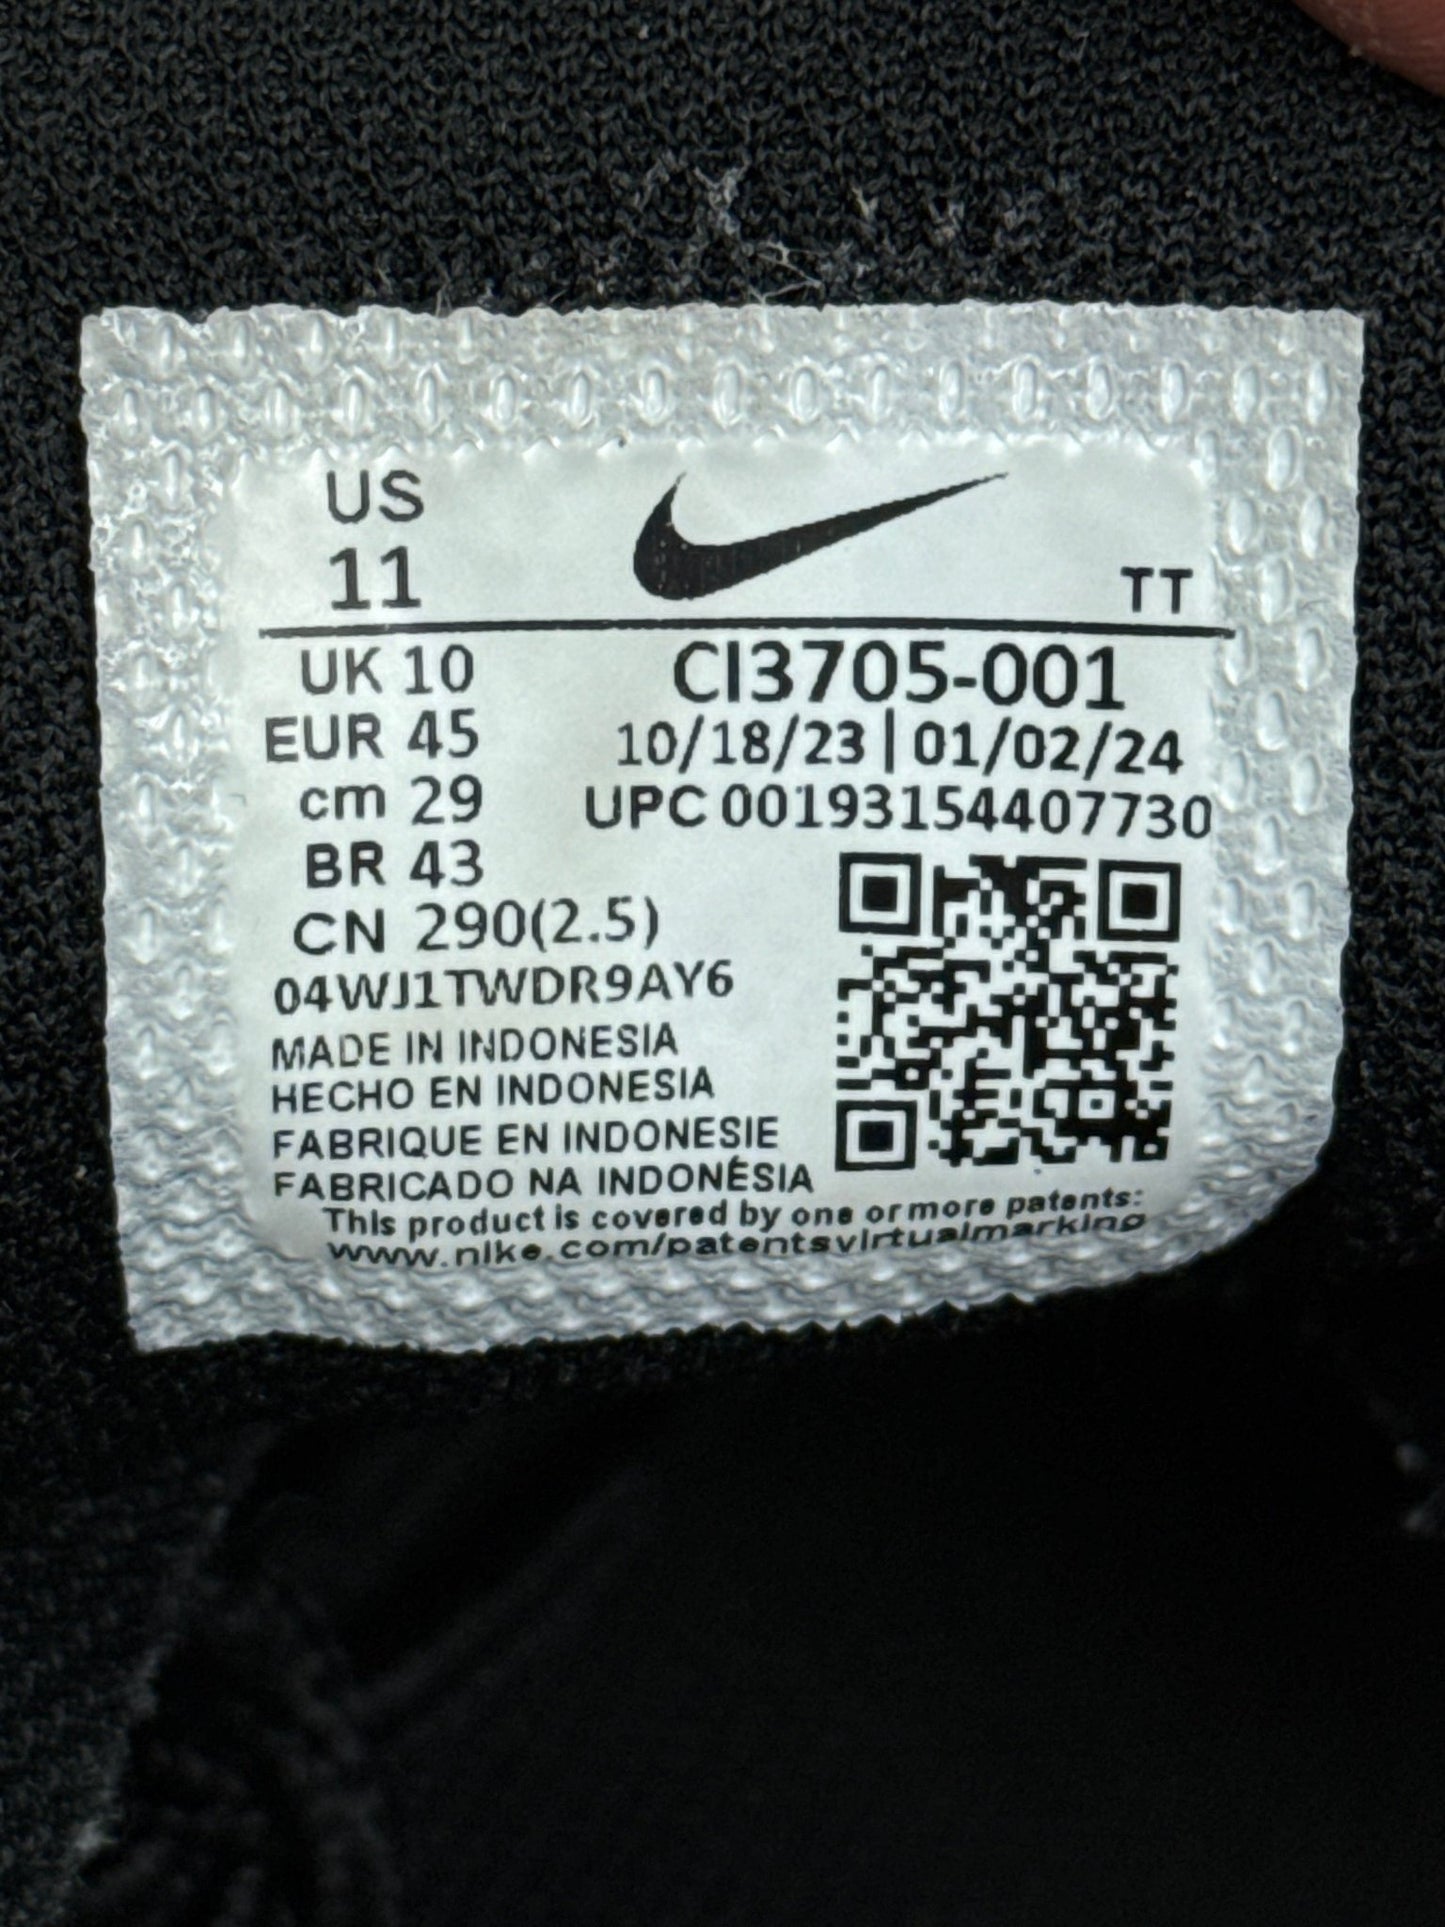 US
11
TT
UK 10
EUR 45
cm 29
BR 43
CN 290(2.5)
CI3705-001
10/18/23 | 01/02/24
UPC 00193154407730
04WJ1TWDR9AY6
MADE IN INDONESIA
HECHO EN INDONESIA
FABRIQUE EN INDONESIE
FABRICADO NA INDONÉSIA
This product is covered by one or more patents:
www.nike.com/patentsvirtualmarking